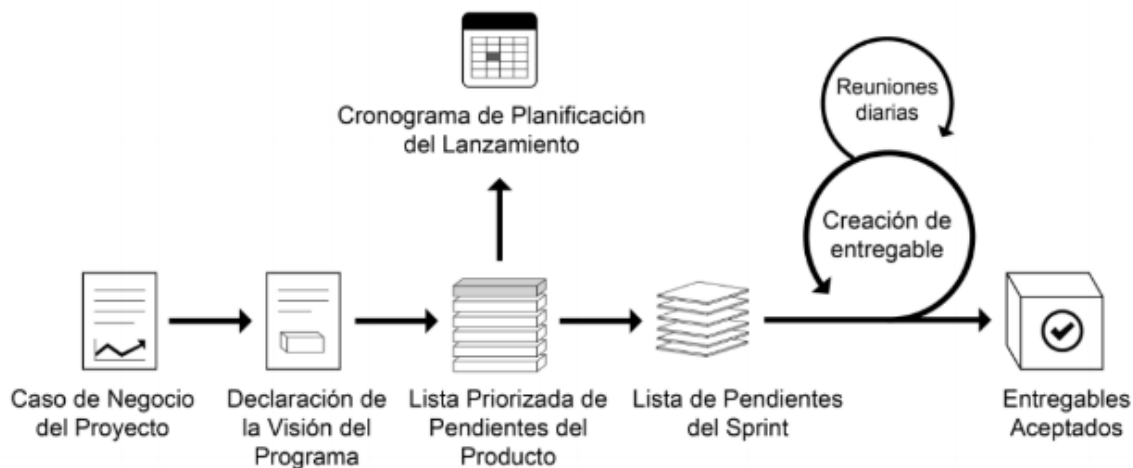 Cronograma de Planificación
del Lanzamiento
Reuniones
diarias
Creación de
entregable
Caso de Negocio
del Proyecto
Declaración de
la Visión del
Programa
Lista Priorizada de
Pendientes del
Producto
Lista de Pendientes
del Sprint
Entregables
Aceptados